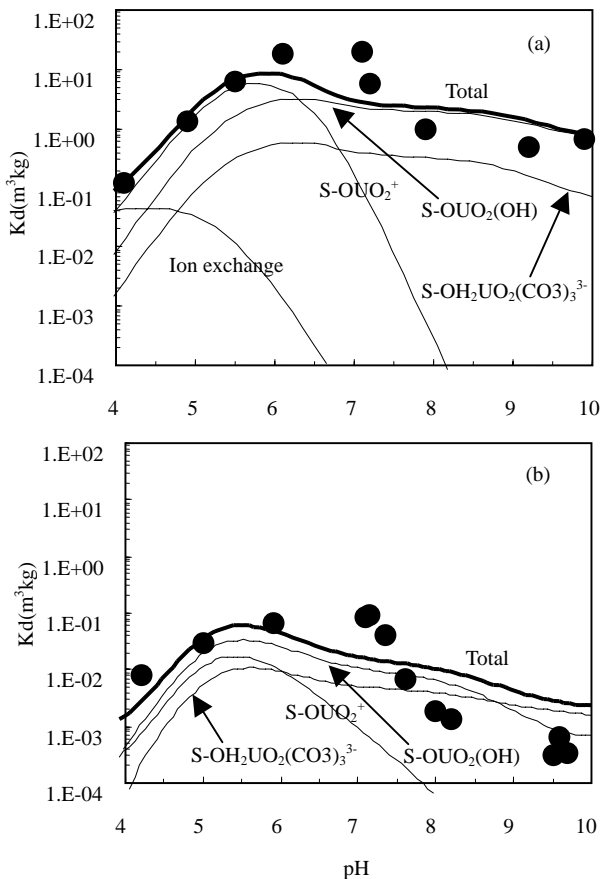 (a)
1.E+02
1.E+01
1.E+00
1.E-01
1.E-02
1.E-03
1.E-04
Kd(m³kg)
Total
S-OUO₂⁺
S-OUO₂(OH)
S-OH₂UO₂(CO3)₃³⁻
Ion exchange
4 5 6 7 8 9 10
(b)
1.E+02
1.E+01
1.E+00
1.E-01
1.E-02
1.E-03
1.E-04
Kd(m³kg)
Total
S-OUO₂⁺
S-OUO₂(OH)
S-OH₂UO₂(CO3)₃³⁻
4 5 6 7 8 9 10
pH